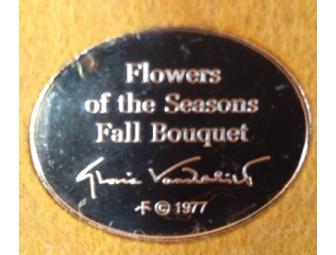 Flowers
of the Seasons
Fall Bouquet
Gloria Vanderbilt
F © 1977